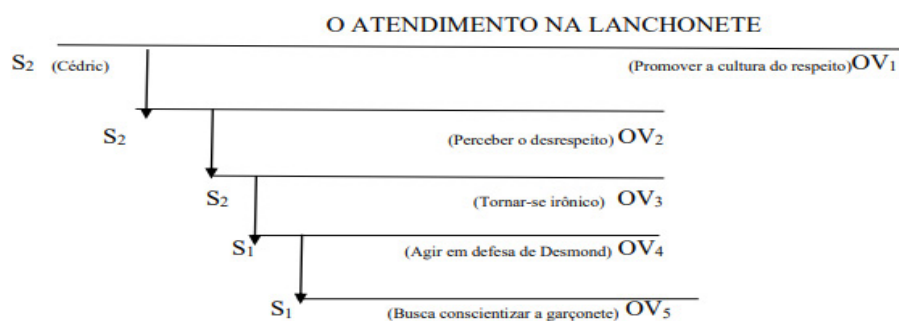 O ATENDIMENTO NA LANCHONETE
S₂ (Cédric) (Promover a cultura do respeito) OV₁
S₂ (Perceber o desrespeito) OV₂
S₂ (Tornar-se irônico) OV₃
S₁ (Agir em defesa de Desmond) OV₄
S₁ (Busca conscientizar a garçonete) OV₅